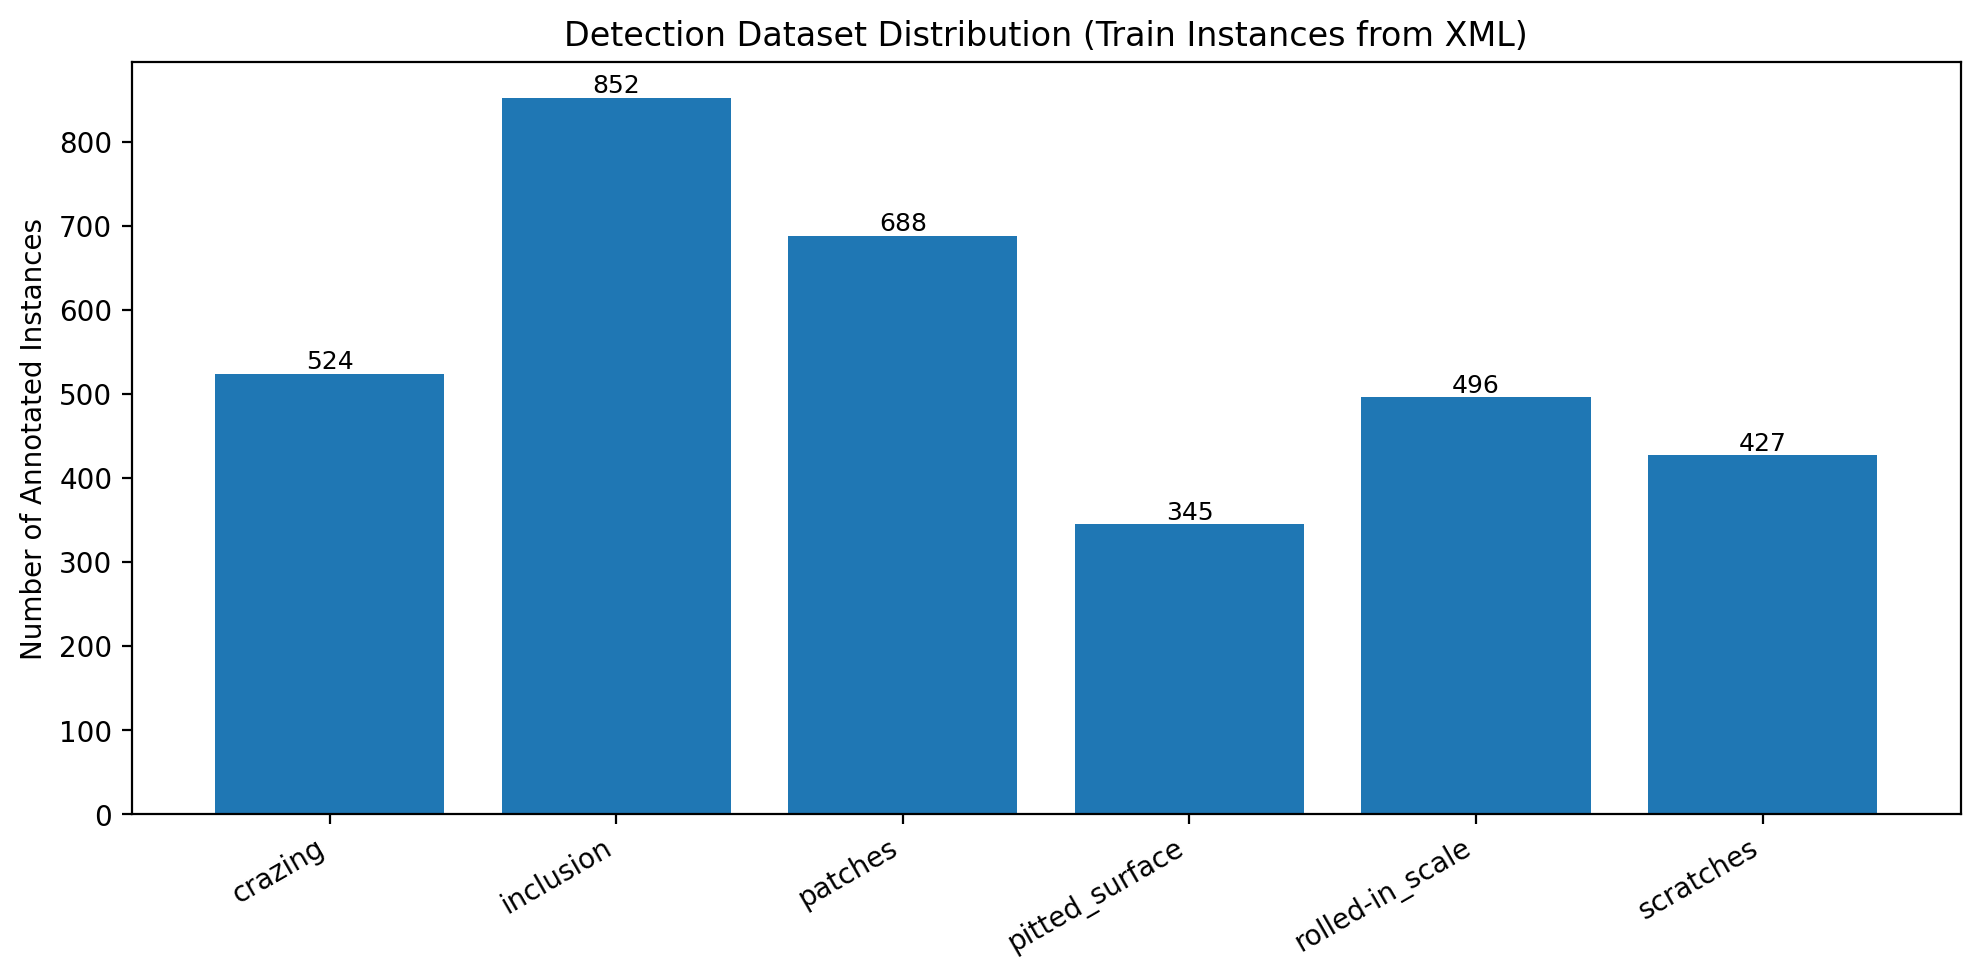 Detection Dataset Distribution (Train Instances from XML)
Number of Annotated Instances
800
700
600
500
400
300
200
100
0
524
852
688
345
496
427
crazing
inclusion
patches
pitted_surface
rolled-in_scale
scratches